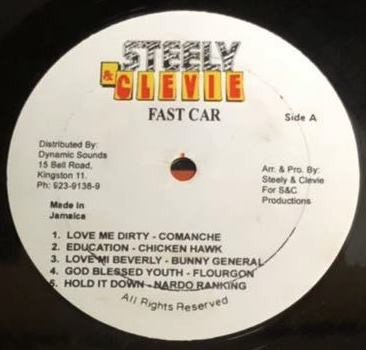 STEELY
& CLEVIE
FAST CAR
Side A
Distributed By:
Dynamic Sounds
15 Bell Road,
Kingston 11.
Ph: 923-9138-9
Made in
Jamaica
Arr. & Pro. By:
Steely & Clevie
For S&C
Productions
1. LOVE ME DIRTY - COMANCHE
2. EDUCATION - CHICKEN HAWK
3. LOVE MI BEVERLY - BUNNY GENERAL
4. GOD BLESSED YOUTH - FLOURGON
5. HOLD IT DOWN - NARDO RANKING
All Rights Reserved